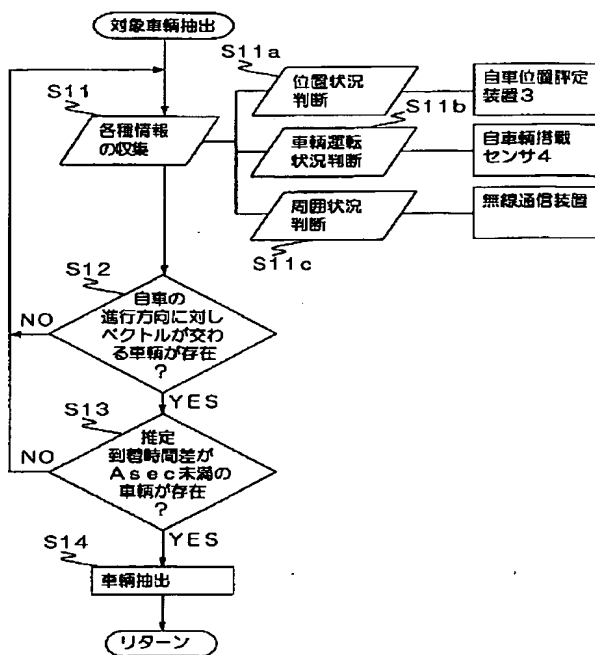 対象車輌抽出
S11
各種情報
の収集
S11a
位置状況
判断
自車位置評定
装置3
S11b
車輌運転
状況判断
自車輌搭載
センサ4
周囲状況
判断
無線通信装置
S11c
S12
自車の
進行方向に対し
ベクトルが交わ
る車輌が存在
?
NO
YES
S13
推定
到着時間差が
Asec未満の
車輌が存在
?
NO
YES
S14
車輌抽出
リターン